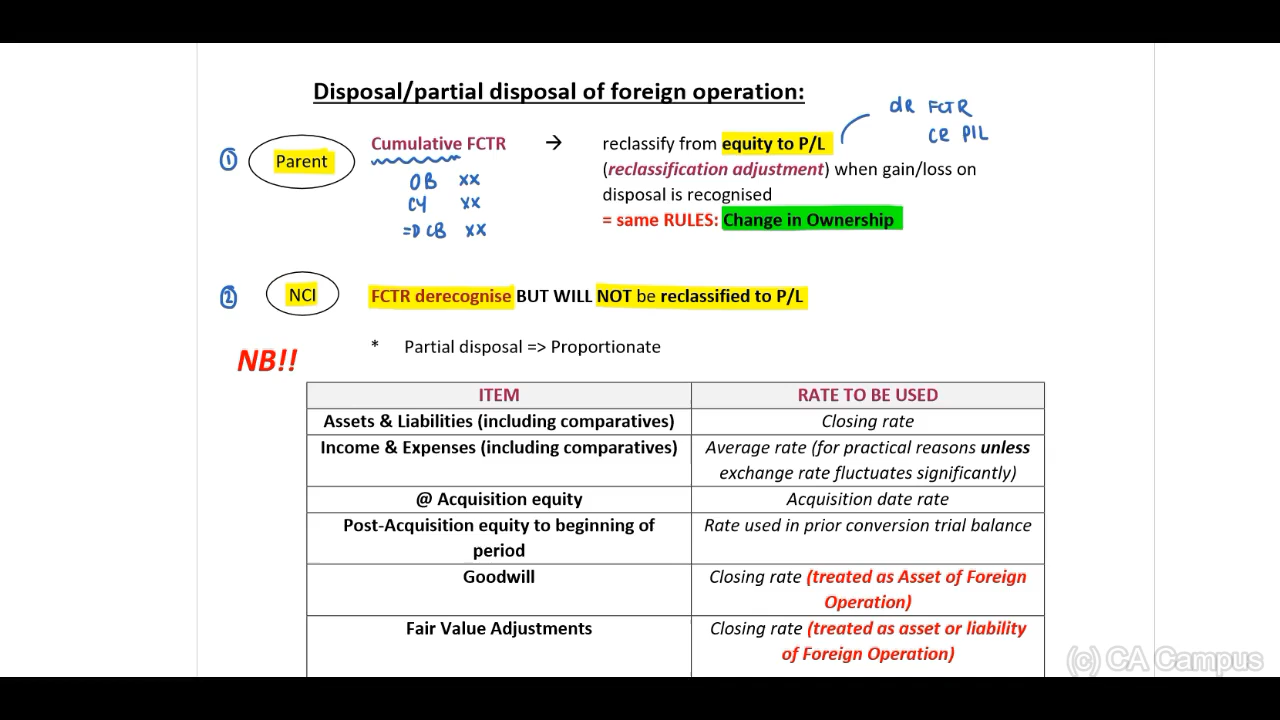 Disposal/partial disposal of foreign operation:
dR FCTR
CR P/L
① Parent Cumulative FCTR → reclassify from equity to P/L
(reclassification adjustment) when gain/loss on
disposal is recognised
= same RULES: Change in Ownership
OB xx
CY xx
=D CB xx
② NCI FCTR derecognise BUT WILL NOT be reclassified to P/L
* Partial disposal => Proportionate
NB!!
ITEM RATE TO BE USED
Assets & Liabilities (including comparatives) Closing rate
Income & Expenses (including comparatives) Average rate (for practical reasons unless
exchange rate fluctuates significantly)
@ Acquisition equity Acquisition date rate
Post-Acquisition equity to beginning of
period
Rate used in prior conversion trial balance
Goodwill Closing rate (treated as Asset of Foreign
Operation)
Fair Value Adjustments Closing rate (treated as asset or liability
of Foreign Operation)
(c) CA Campus